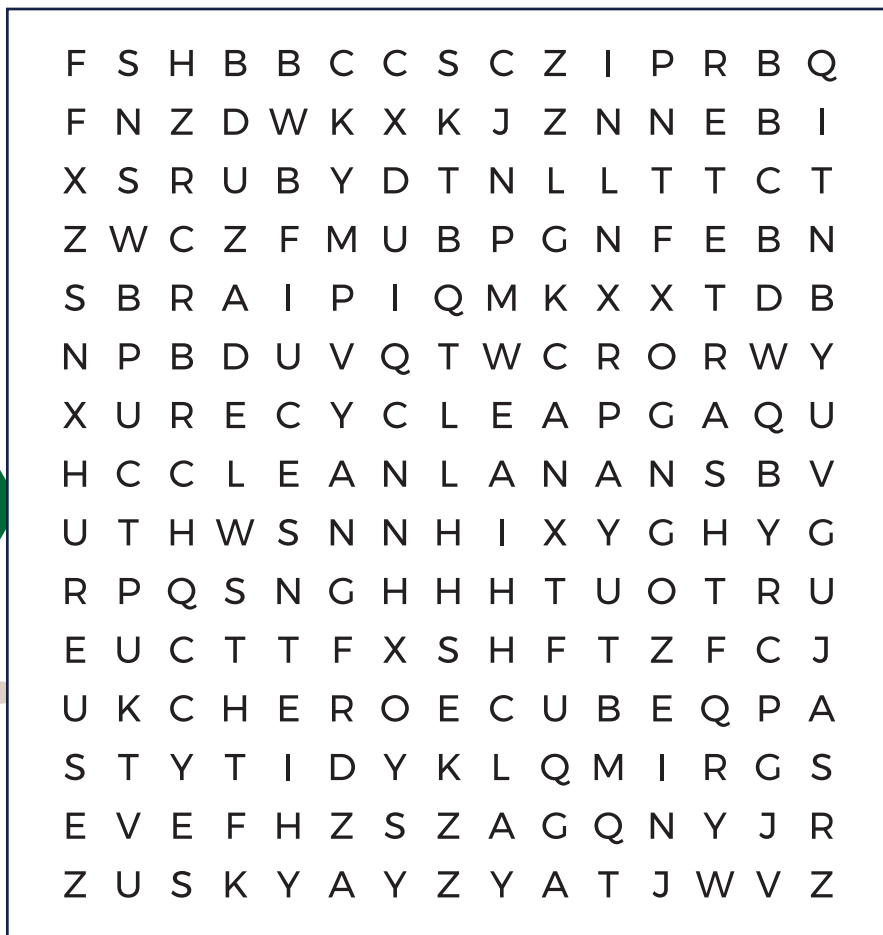 F S H B B C C S C Z I P R B Q
F N Z D W K X K J Z N N E B I
X S R U B Y D T N L L T T C T
Z W C Z F M U B P G N F E B N
S B R A I P I Q M K X X T D B
N P B D U V Q T W C R O R W Y
X U R E C Y C L E A P G A Q U
H C C L E A N L A N A N S B V
U T H W S N N H I X Y G H Y G
R P Q S N G H H H T U O T R U
E U C T T F X S H F T Z F C J
U K C H E R O E C U B E Q P A
S T Y T I D Y K L Q M I R G S
E V E F H Z S Z A G Q N Y J R
Z U S K Y A Y Z Y A T J W V Z